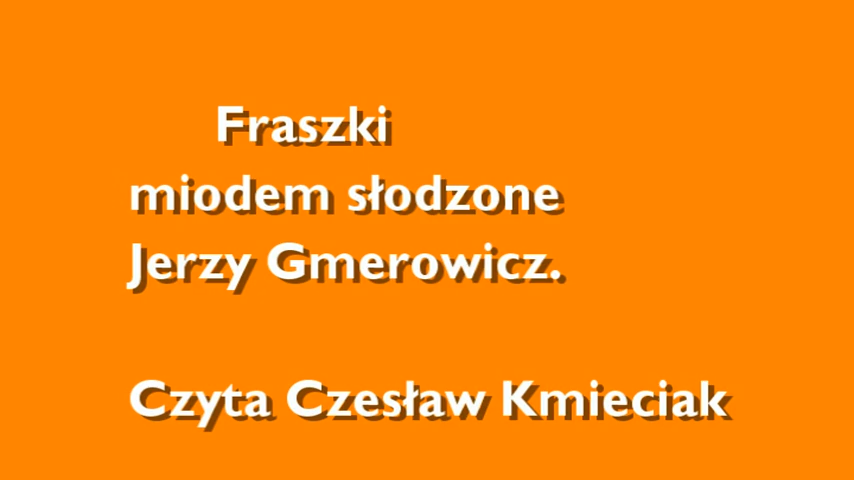 Fraszki
miodem słodzone
Jerzy Gmerowicz.
Czyta Czesław Kmieciak